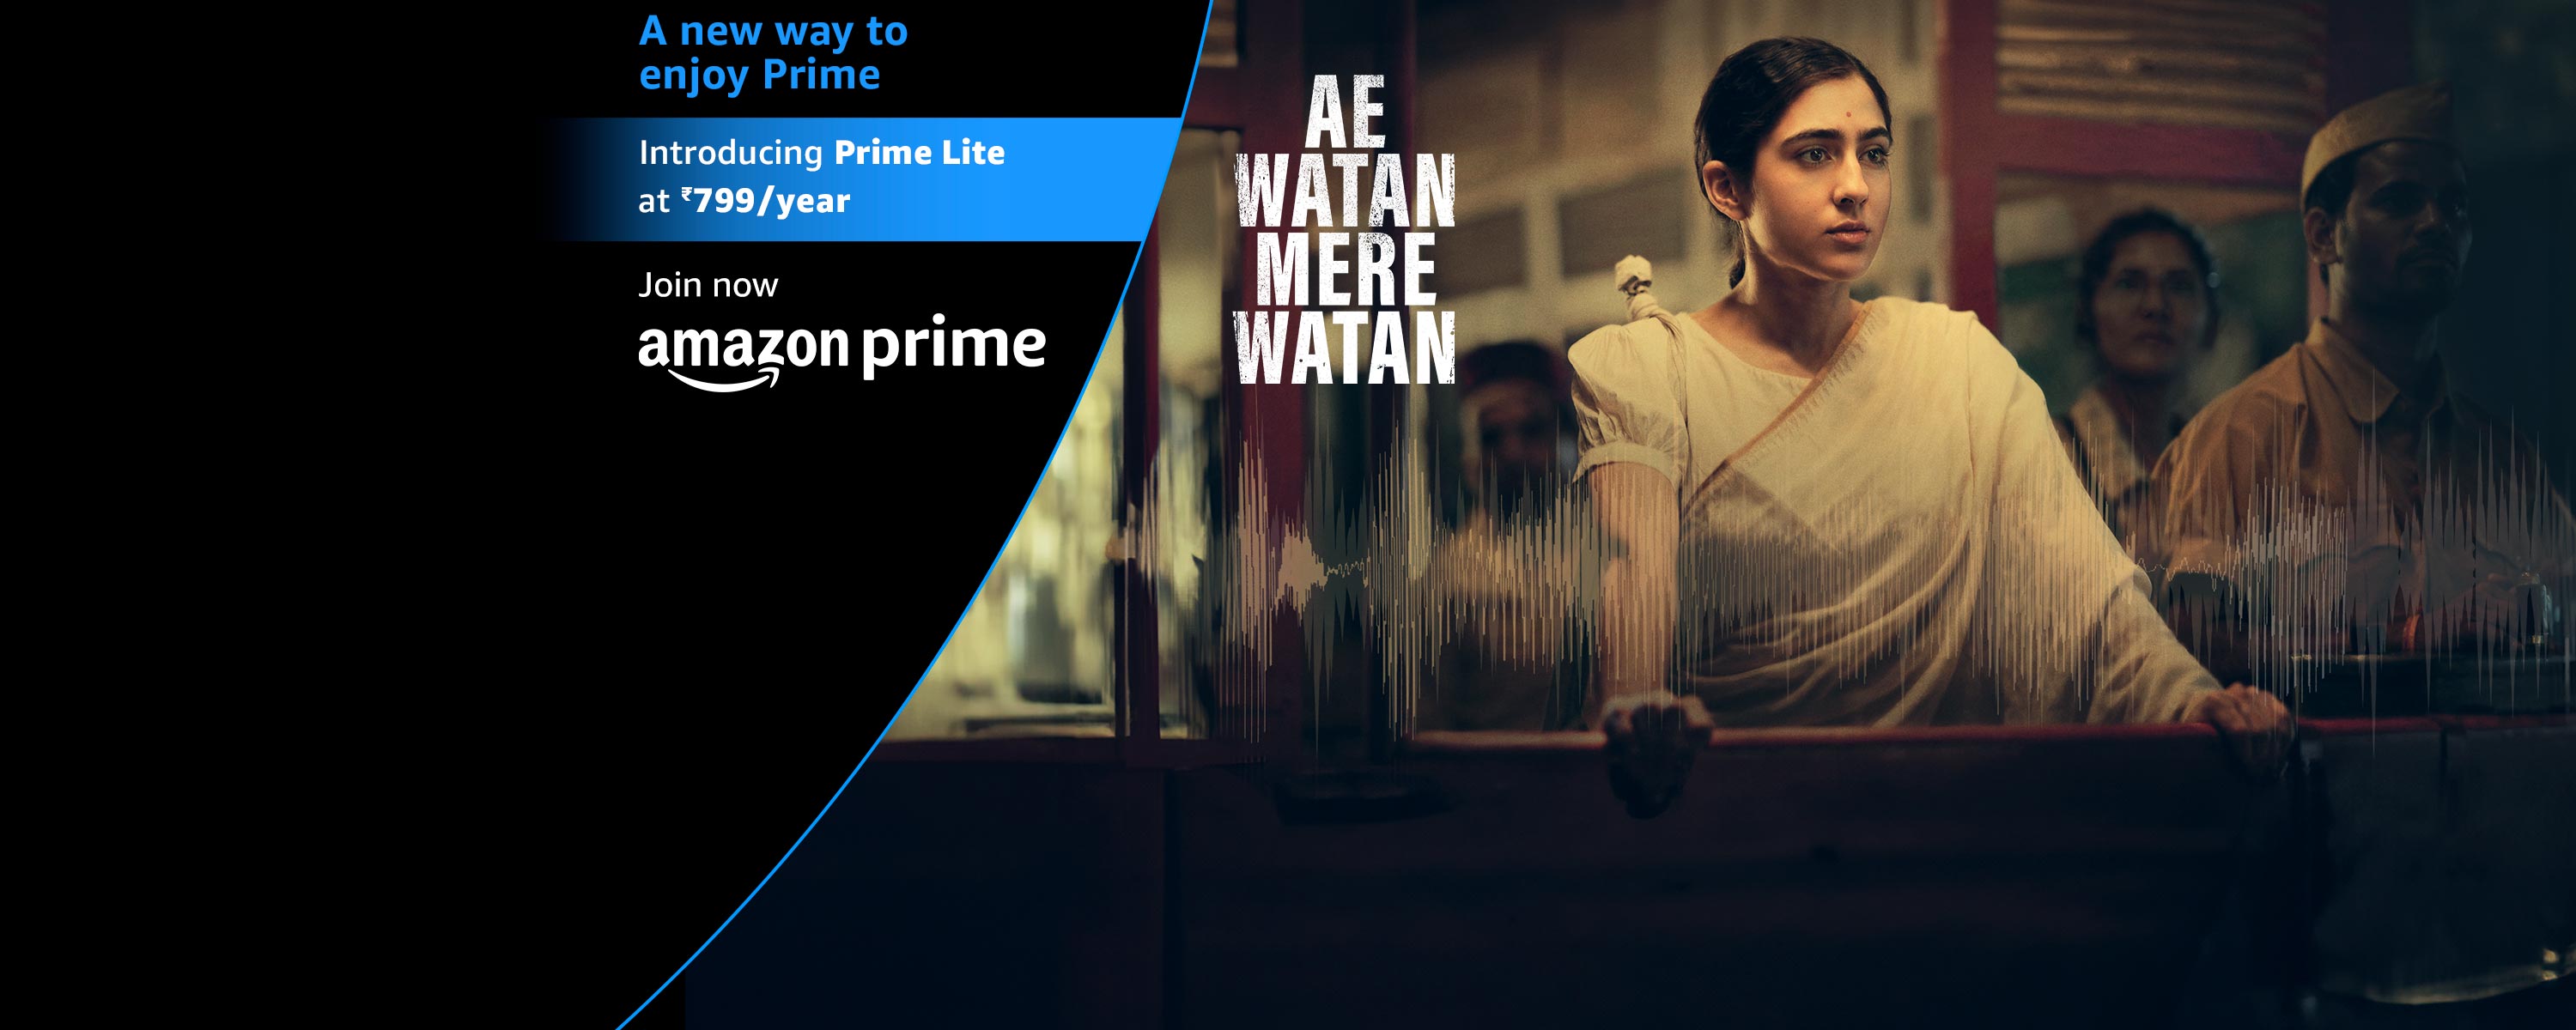 A new way to
enjoy Prime
Introducing Prime Lite
at ₹799/year
Join now
amazon prime
AE
WATAN
MERE
WATAN